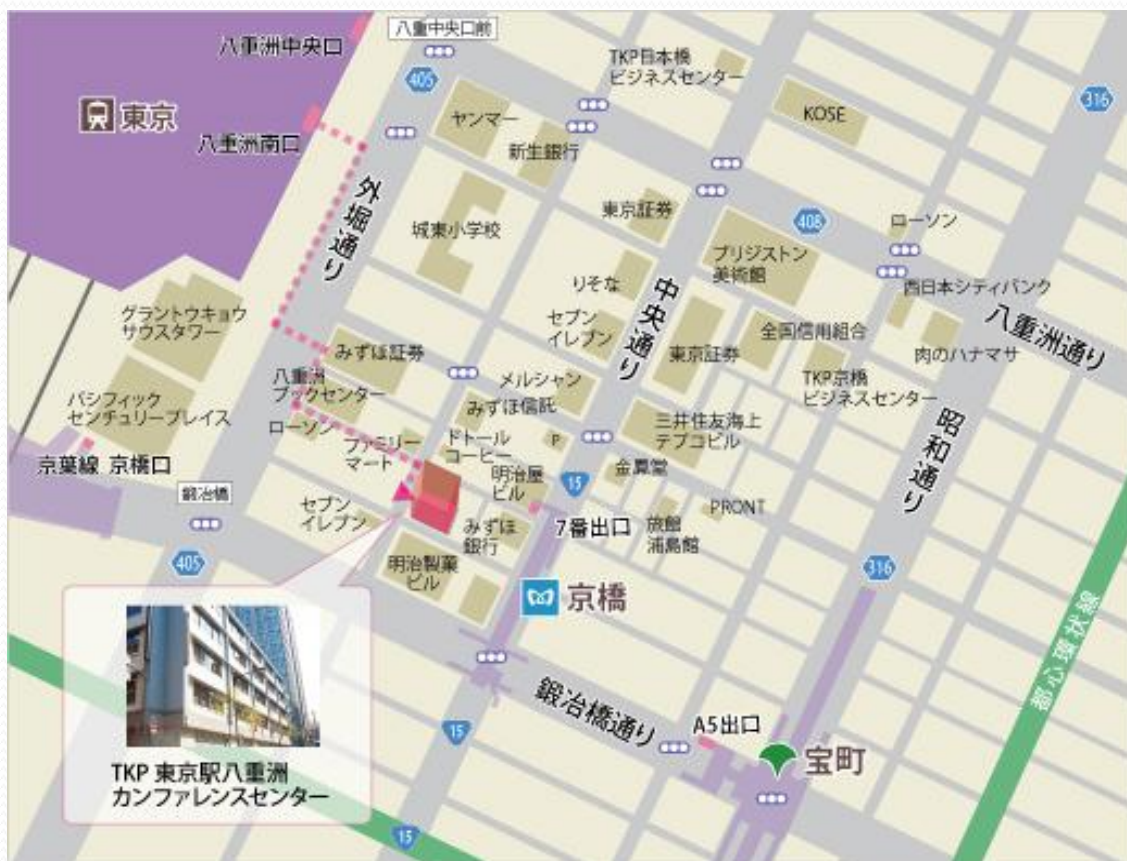 八重洲中央口
八重中央口前
405
TKP日本橋
ビジネスセンター
316
東京
ヤンマー
KOSE
八重洲南口
新生銀行
外堀通り
城東小学校
東京証券
408
ローソン
ブリジストン
美術館
りそな
中央通り
西日本シティバンク
グラントウキョウ
サウスタワー
セブン
イレブン
東京証券
全国信用組合
八重洲通り
みずほ証券
肉のハナマサ
八重洲
ブックセンター
メルシャン
TKP京橋
ビジネスセンター
パシフィック
センチュリープレイス
みずほ信託
三井住友海上
テプコビル
昭和通り
ローソン
ファミリー
マート
ドトール
コーヒー
P
京葉線 京橋口
明治屋
ビル
15
金鳳堂
鍛冶橋
セブン
イレブン
PRONT
みずほ
銀行
7番出口
旅館
浦島館
405
明治製菓
ビル
316
京橋
都心環状線
鍛冶橋通り
A5出口
15
宝町
TKP 東京駅八重洲
カンファレンスセンター
15